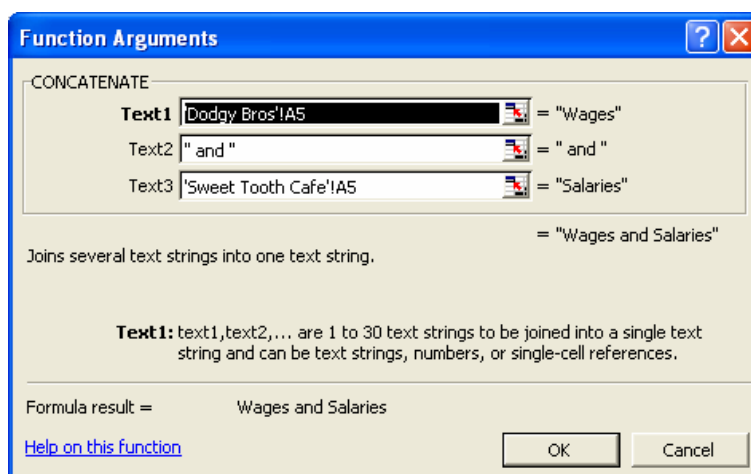 Function Arguments
CONCATENATE
Text1 'Dodgy Bros'!A5 = "Wages"
Text2 " and " = " and "
Text3 'Sweet Tooth Cafe'!A5 = "Salaries"
= "Wages and Salaries"
Joins several text strings into one text string.
Text1: text1,text2,... are 1 to 30 text strings to be joined into a single text
string and can be text strings, numbers, or single-cell references.
Formula result = Wages and Salaries
Help on this function OK Cancel